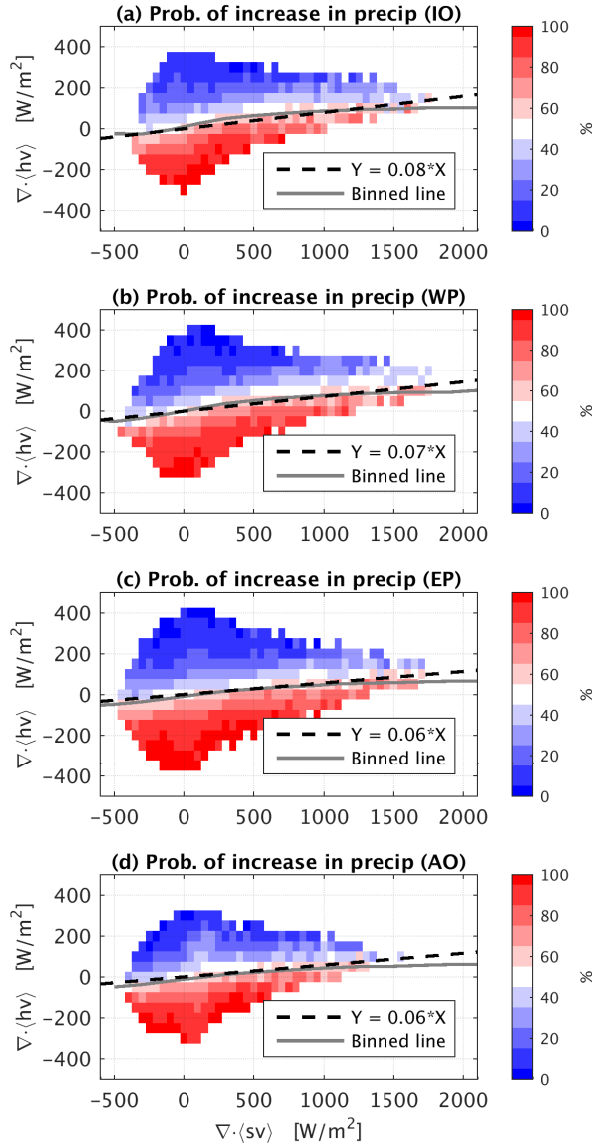 (a) Prob. of increase in precip (IO)
∇·⟨hv⟩ [W/m²]
400
200
0
−200
−400
−500 0 500 1000 1500 2000
Y = 0.08*X
Binned line
100
80
60
40
20
0
%
(b) Prob. of increase in precip (WP)
∇·⟨hv⟩ [W/m²]
400
200
0
−200
−400
−500 0 500 1000 1500 2000
Y = 0.07*X
Binned line
100
80
60
40
20
0
%
(c) Prob. of increase in precip (EP)
∇·⟨hv⟩ [W/m²]
400
200
0
−200
−400
−500 0 500 1000 1500 2000
Y = 0.06*X
Binned line
100
80
60
40
20
0
%
(d) Prob. of increase in precip (AO)
∇·⟨hv⟩ [W/m²]
400
200
0
−200
−400
−500 0 500 1000 1500 2000
Y = 0.06*X
Binned line
100
80
60
40
20
0
%
∇·⟨sv⟩ [W/m²]